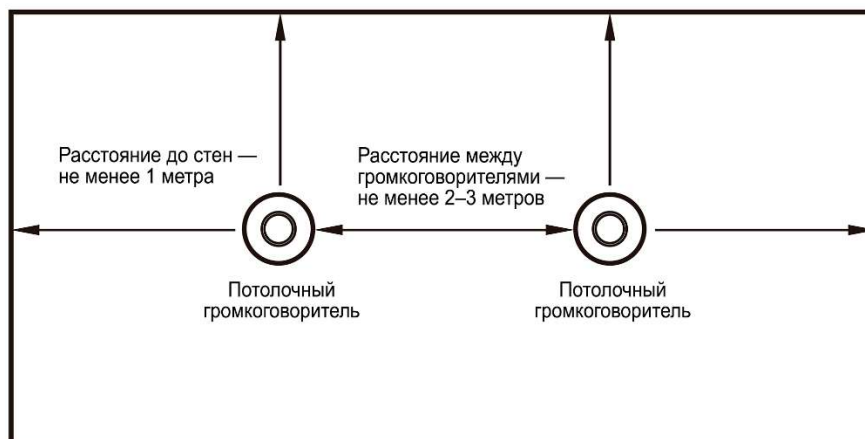 Расстояние до стен —
не менее 1 метра
Расстояние между
громкоговорителями —
не менее 2–3 метров
Потолочный
громкоговоритель
Потолочный
громкоговоритель